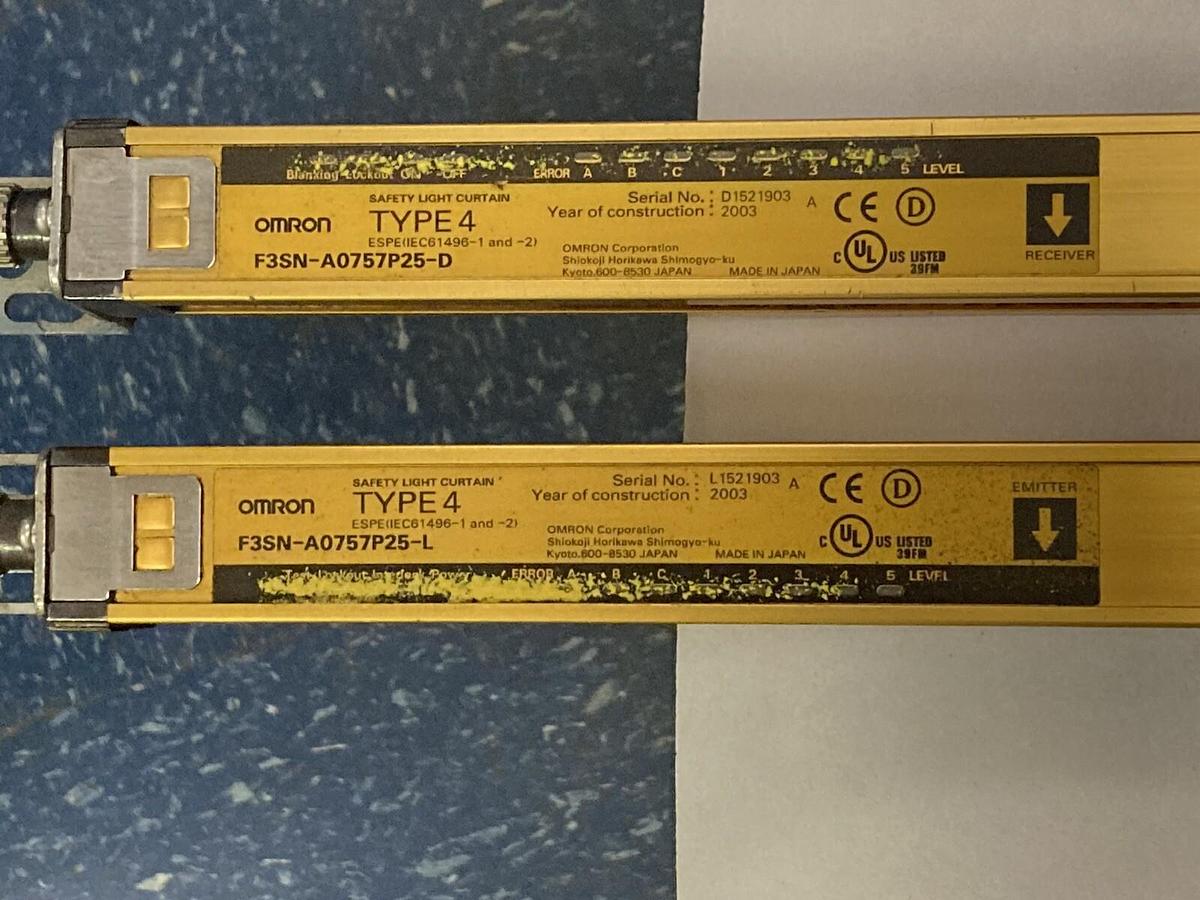 Blanking Lockout ON OFF ERROR A B C 1 2 3 4 5 LEVEL
SAFETY LIGHT CURTAIN
OMRON TYPE 4
ESPE(IEC61496-1 and -2)
F3SN-A0757P25-D
Serial No. : D1521903 A
Year of construction : 2003
OMRON Corporation
Shiokoji Horikawa Shimogyo-ku
Kyoto.600-8530 JAPAN MADE IN JAPAN
CE D
C UL US LISTED
39FM
RECEIVER
SAFETY LIGHT CURTAIN
OMRON TYPE 4
ESPE(IEC61496-1 and -2)
F3SN-A0757P25-L
Serial No. : L1521903 A
Year of construction : 2003
OMRON Corporation
Shiokoji Horikawa Shimogyo-ku
Kyoto.600-8530 JAPAN MADE IN JAPAN
CE D
C UL US LISTED
39FM
EMITTER
Lockout Power ERROR A B C 1 2 3 4 5 LEVEL